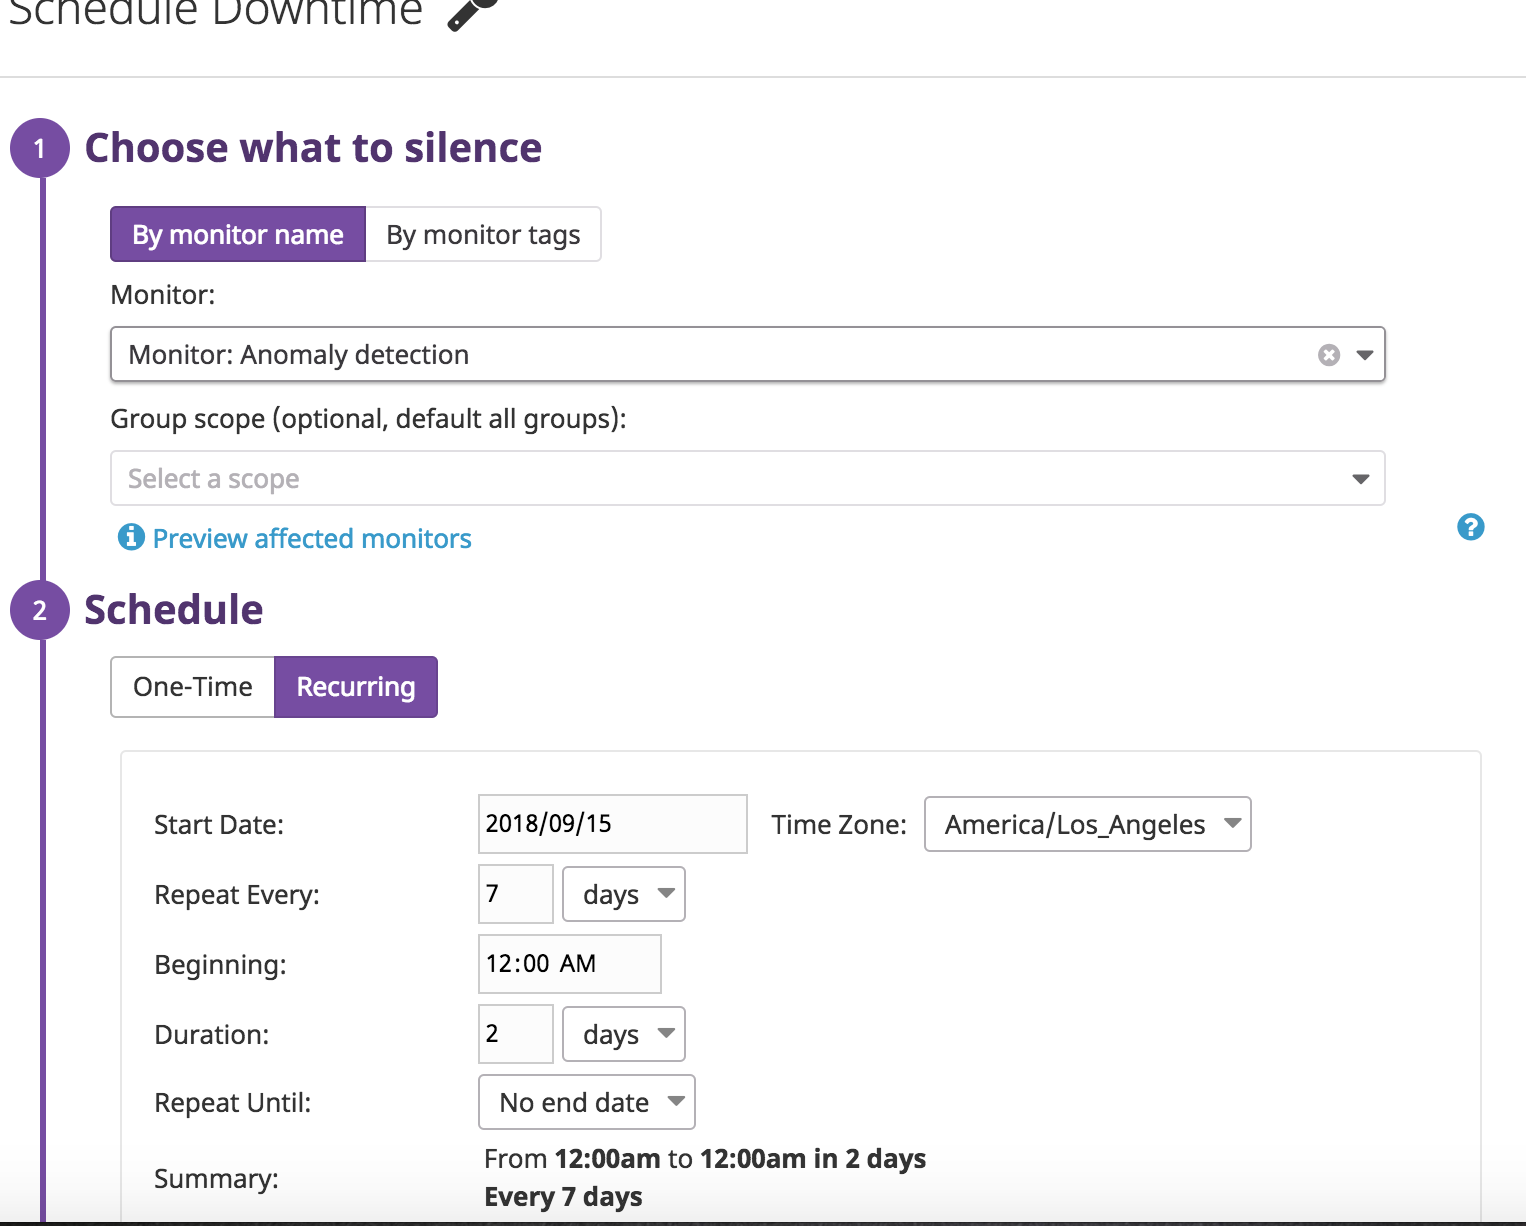 Schedule Downtime
1 Choose what to silence
By monitor name By monitor tags
Monitor:
Monitor: Anomaly detection
Group scope (optional, default all groups):
Select a scope
Preview affected monitors
2 Schedule
One-Time Recurring
Start Date: 2018/09/15 Time Zone: America/Los_Angeles
Repeat Every: 7 days
Beginning: 12:00 AM
Duration: 2 days
Repeat Until: No end date
Summary: From 12:00am to 12:00am in 2 days
Every 7 days